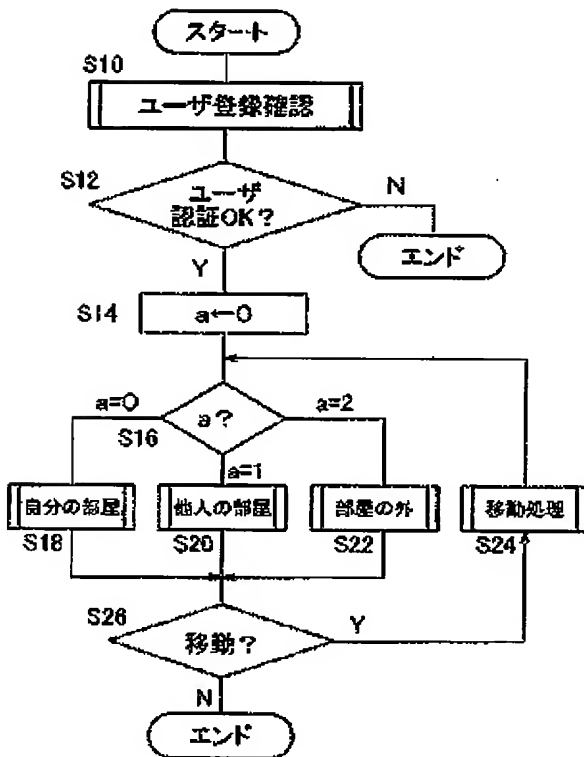 スタート
S10
ユーザ登録確認
S12
ユーザ
認証OK?
N
エンド
Y
S14
a←0
a=0
a?
a=2
S16
a=1
自分の部屋
他人の部屋
部屋の外
移動処理
S18
S20
S22
S24
S26
移動?
Y
N
エンド